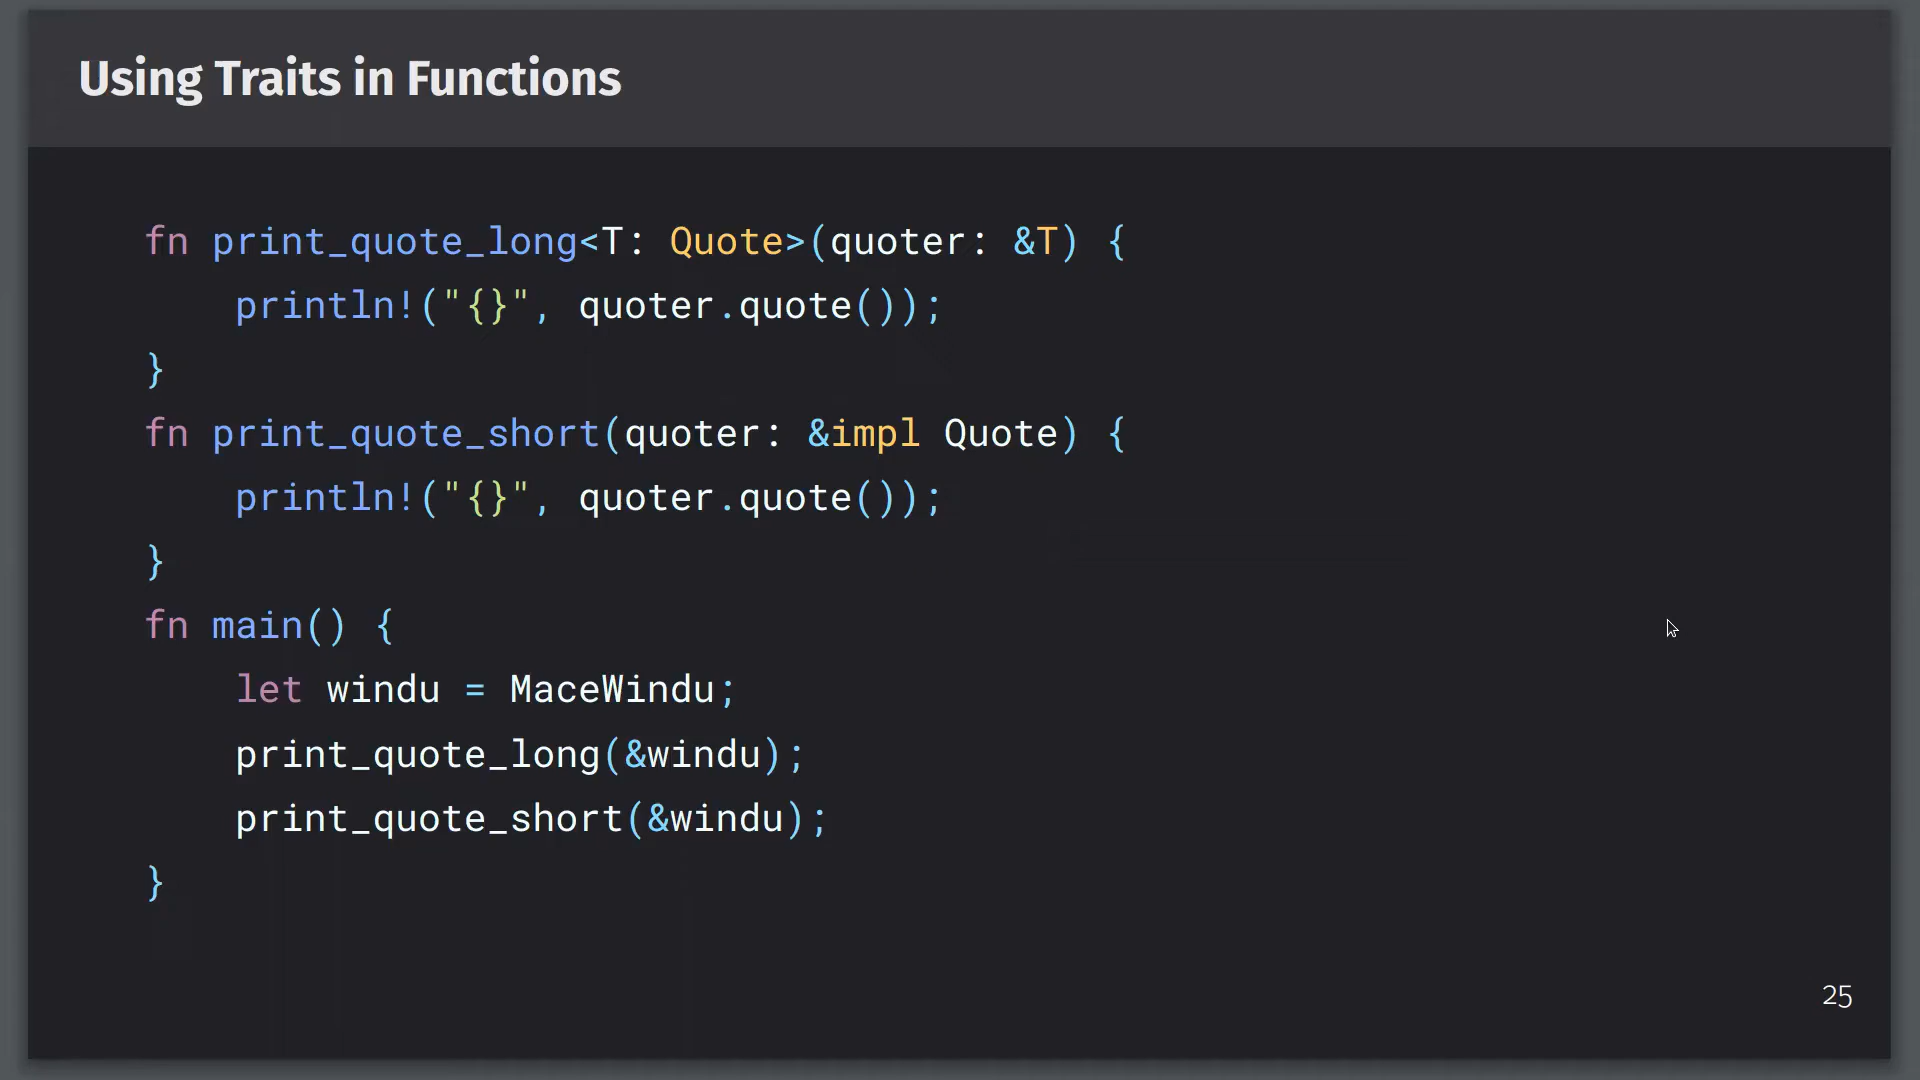 Using Traits in Functions
fn print_quote_long<T: Quote>(quoter: &T) {
    println!("{}", quoter.quote());
}
fn print_quote_short(quoter: &impl Quote) {
    println!("{}", quoter.quote());
}
fn main() {
    let windu = MaceWindu;
    print_quote_long(&windu);
    print_quote_short(&windu);
}
25